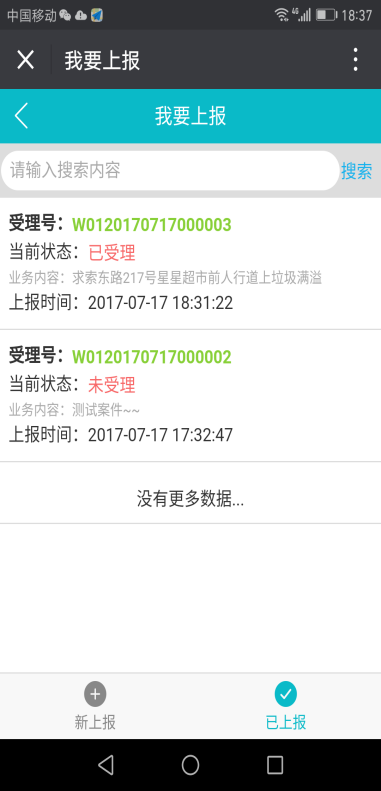 中国移动
4G
18:37
我要上报
我要上报
请输入搜索内容
搜索
受理号：W0120170717000003
当前状态：已受理
业务内容：求索东路217号星星超市前人行道上垃圾满溢
上报时间：2017-07-17 18:31:22
受理号：W0120170717000002
当前状态：未受理
业务内容：测试案件~~
上报时间：2017-07-17 17:32:47
没有更多数据...
新上报
已上报